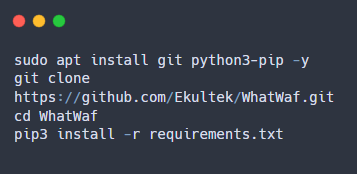 sudo apt install git python3-pip -y
git clone
https://github.com/Ekultek/WhatWaf.git
cd WhatWaf
pip3 install -r requirements.txt